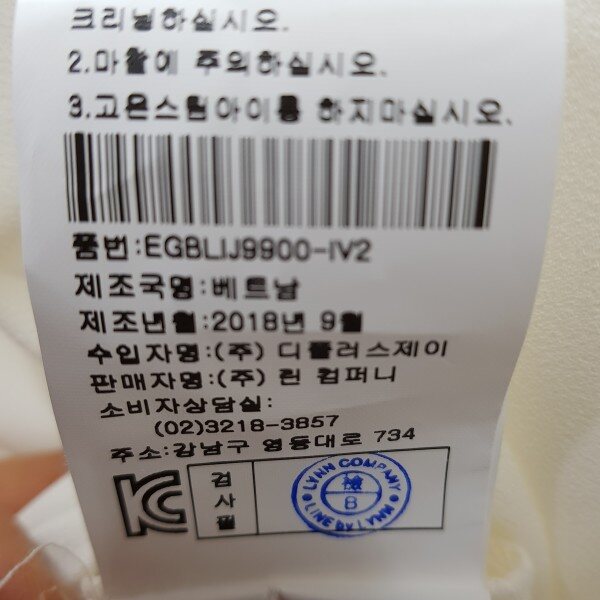 크리닝하십시오.
2.마찰에 주의하십시오.
3.고온스팀아이롱 하지마십시오.
품번:EGBLIJ9900-IV2
제조국명:베트남
제조년월:2018년 9월
수입자명:(주) 디플러스제이
판매자명:(주) 린 컴퍼니
소비자상담실:
(02)3218-3857
주소:강남구 영동대로 734
검사필
LYNN COMPANY
檢
8
LINE by LYNN